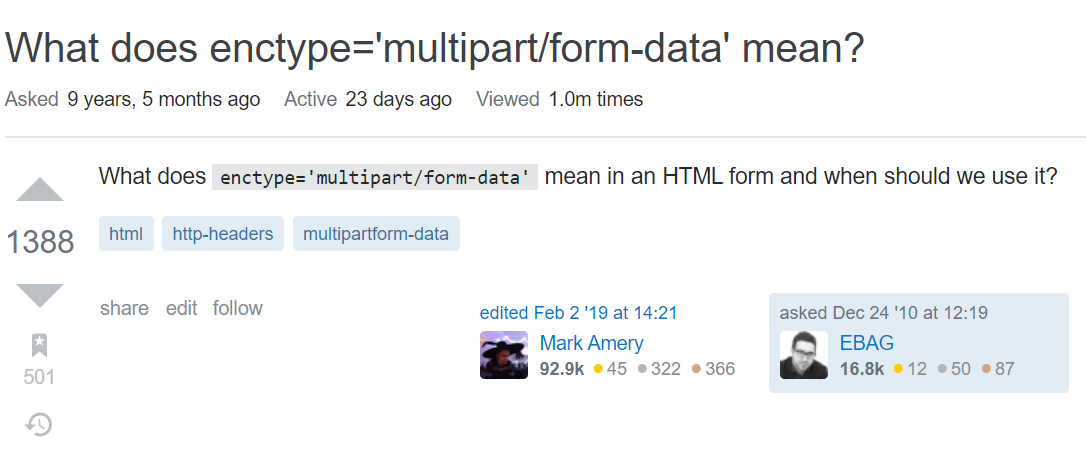 What does enctype='multipart/form-data' mean?
Asked 9 years, 5 months ago Active 23 days ago Viewed 1.0m times
What does enctype='multipart/form-data' mean in an HTML form and when should we use it?
1388
html http-headers multipartform-data
share edit follow
edited Feb 2 '19 at 14:21
Mark Amery
92.9k 45 322 366
asked Dec 24 '10 at 12:19
EBAG
16.8k 12 50 87
501